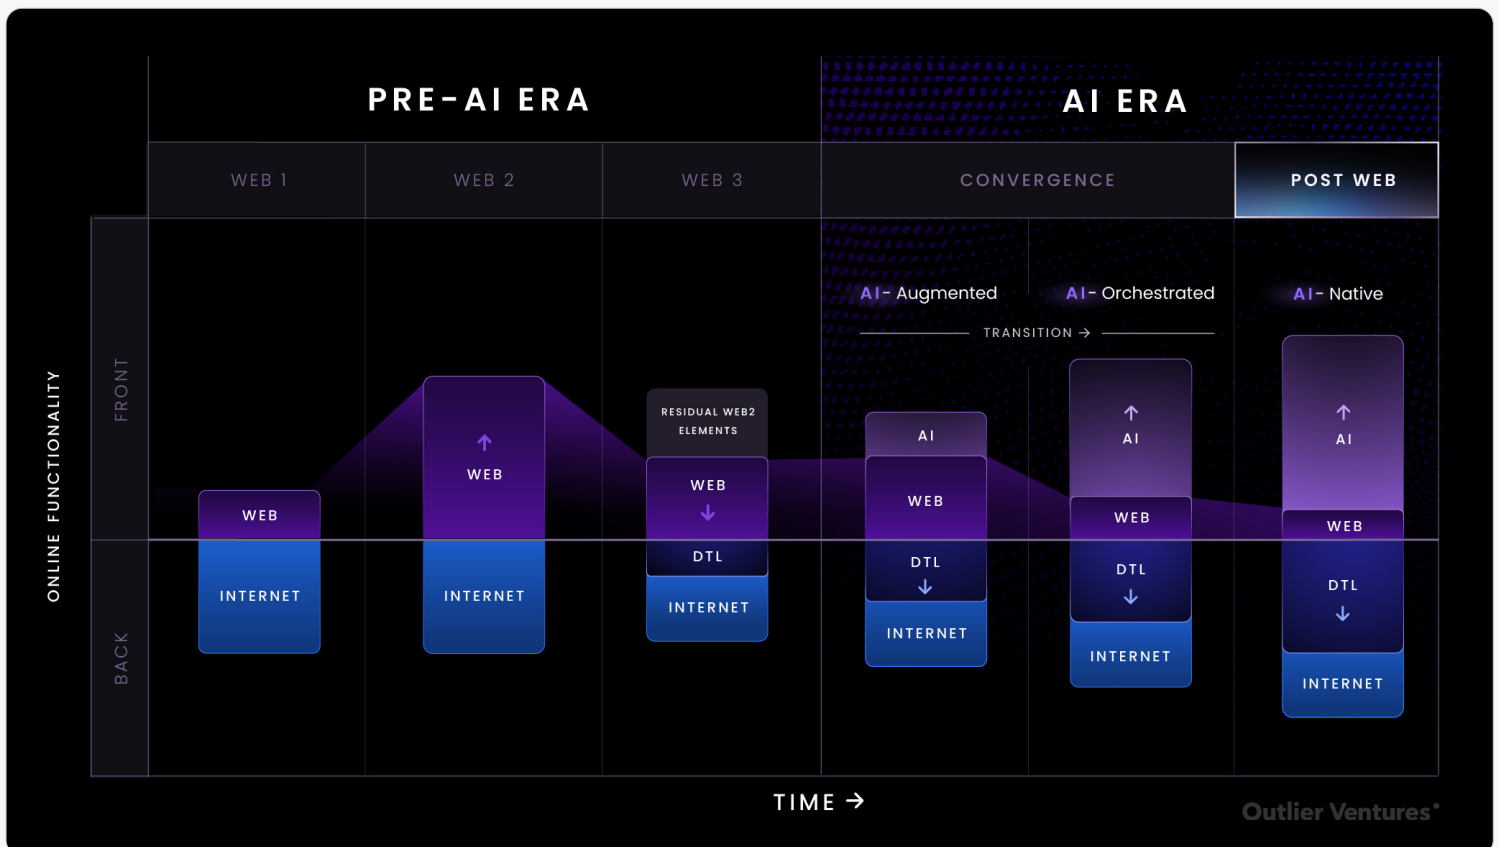 PRE-AI ERA
AI ERA
WEB 1
WEB 2
WEB 3
CONVERGENCE
POST WEB
ONLINE FUNCTIONALITY
FRONT
BACK
AI- Augmented
AI- Orchestrated
AI- Native
TRANSITION →
WEB
INTERNET
↑
WEB
INTERNET
RESIDUAL WEB2
ELEMENTS
WEB
↓
DTL
INTERNET
AI
WEB
DTL
↓
INTERNET
↑
AI
WEB
DTL
↓
INTERNET
↑
AI
WEB
DTL
↓
INTERNET
TIME →
Outlier Ventures